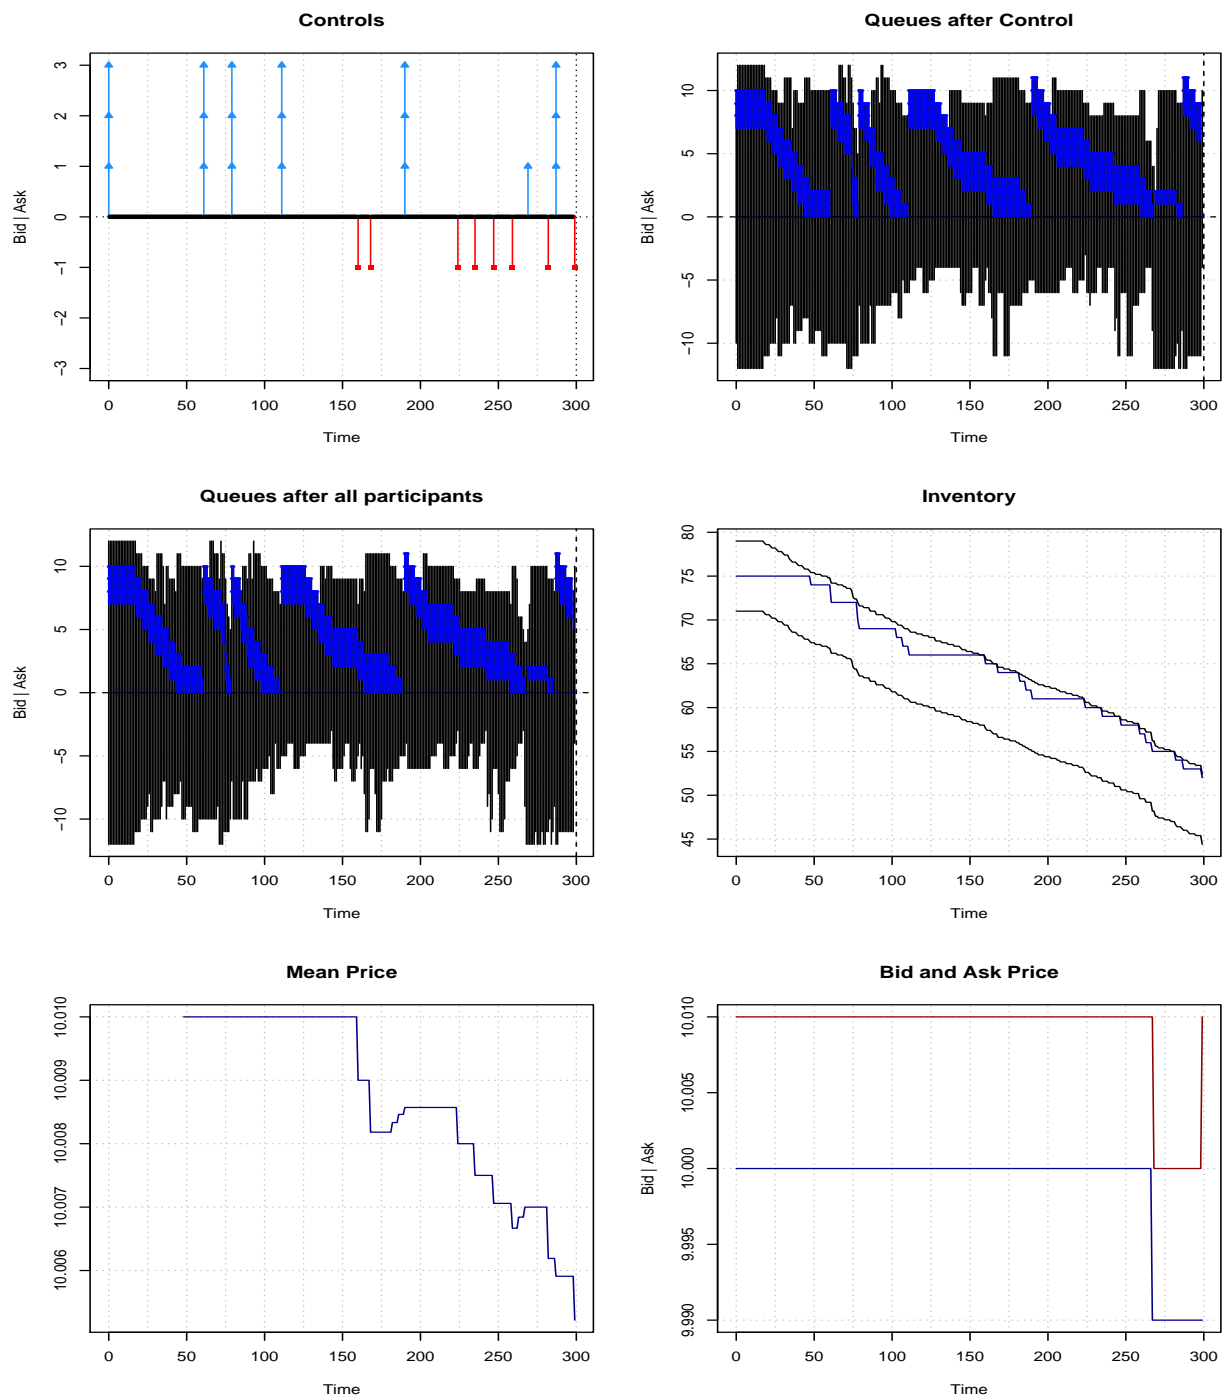 Controls
Bid | Ask
3
2
1
0
−1
−2
−3
0 50 100 150 200 250 300
Time
Queues after Control
Bid | Ask
10
5
0
−5
−10
0 50 100 150 200 250 300
Time
Queues after all participants
Bid | Ask
10
5
0
−5
−10
0 50 100 150 200 250 300
Time
Inventory
80
75
70
65
60
55
50
45
0 50 100 150 200 250 300
Time
Mean Price
10.010
10.009
10.008
10.007
10.006
0 50 100 150 200 250 300
Time
Bid and Ask Price
Bid | Ask
10.010
10.005
10.000
9.995
9.990
0 50 100 150 200 250 300
Time